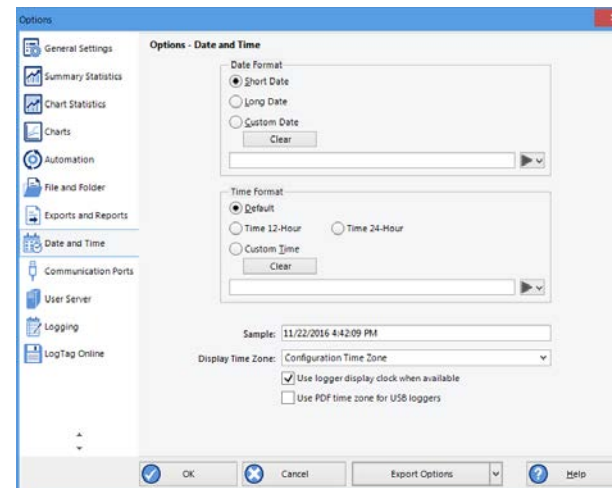 Options
General Settings
Summary Statistics
Chart Statistics
Charts
Automation
File and Folder
Exports and Reports
Date and Time
Communication Ports
User Server
Logging
LogTag Online
Options - Date and Time
Date Format
Short Date
Long Date
Custom Date
Clear
Time Format
Default
Time 12-Hour Time 24-Hour
Custom Time
Clear
Sample: 11/22/2016 4:42:09 PM
Display Time Zone: Configuration Time Zone
Use logger display clock when available
Use PDF time zone for USB loggers
OK Cancel Export Options Help